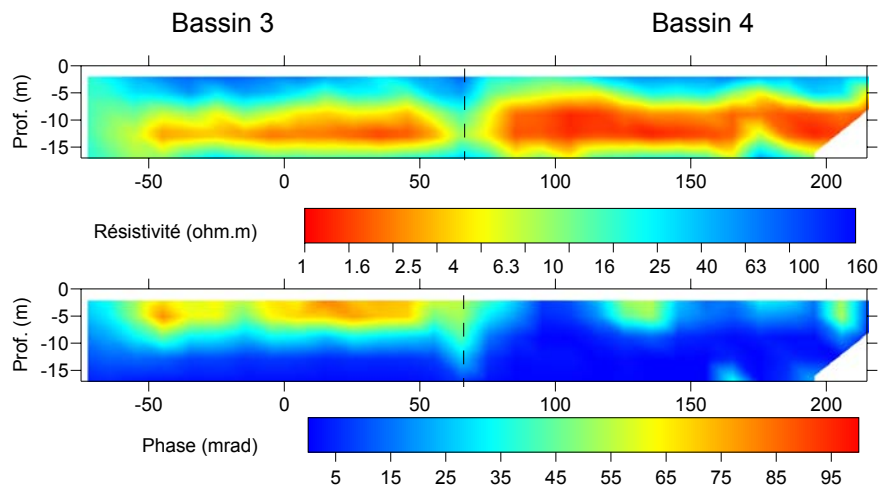 Bassin 3 Bassin 4
Prof. (m)
0
-5
-10
-15
-50 0 50 100 150 200
Résistivité (ohm.m)
1 1.6 2.5 4 6.3 10 16 25 40 63 100 160
Prof. (m)
0
-5
-10
-15
-50 0 50 100 150 200
Phase (mrad)
5 15 25 35 45 55 65 75 85 95